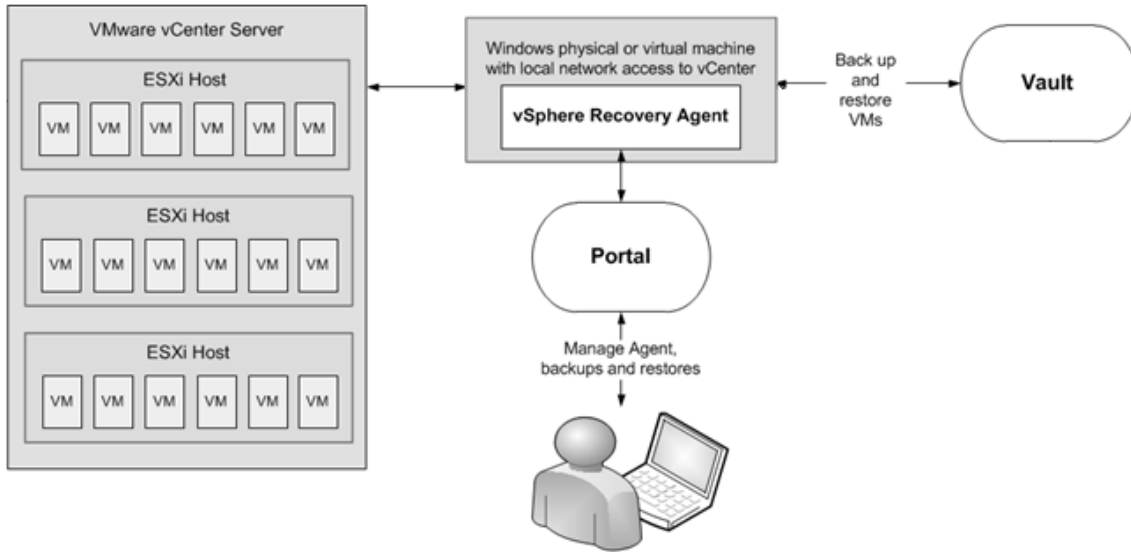 VMware vCenter Server
ESXi Host
VM VM VM VM VM VM
ESXi Host
VM VM VM VM VM VM
ESXi Host
VM VM VM VM VM VM
Windows physical or virtual machine
with local network access to vCenter
vSphere Recovery Agent
Back up
and
restore
VMs
Vault
Portal
Manage Agent,
backups and restores